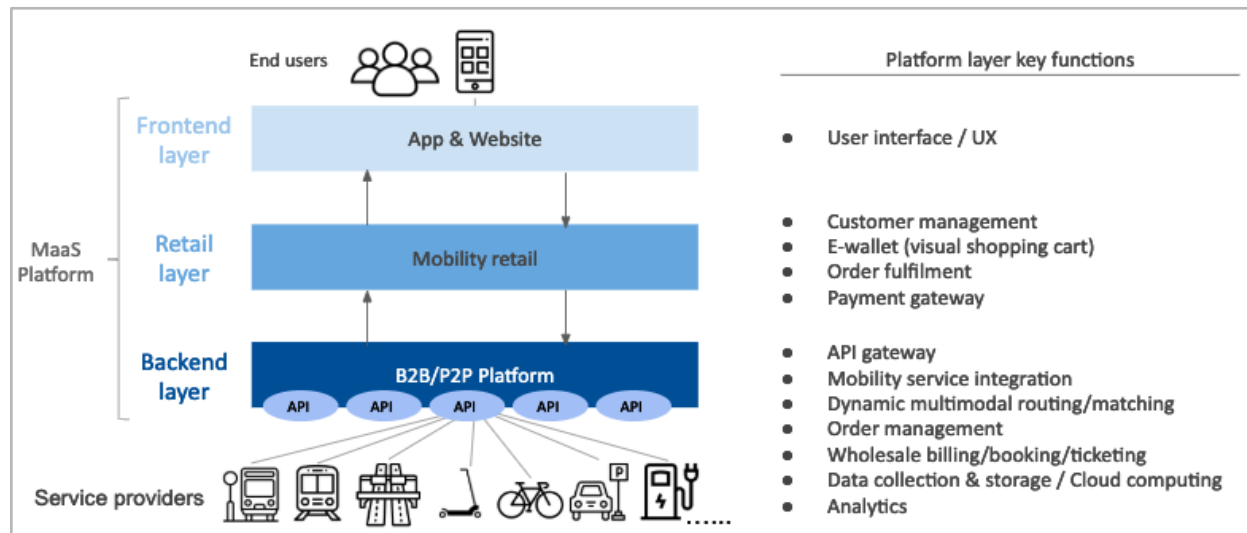 End users
Platform layer key functions
Frontend
layer
App & Website
● User interface / UX
MaaS
Platform
Retail
layer
Mobility retail
● Customer management
● E-wallet (visual shopping cart)
● Order fulfilment
● Payment gateway
Backend
layer
B2B/P2P Platform
API API API API API
● API gateway
● Mobility service integration
● Dynamic multimodal routing/matching
● Order management
● Wholesale billing/booking/ticketing
● Data collection & storage / Cloud computing
● Analytics
Service providers
P
......